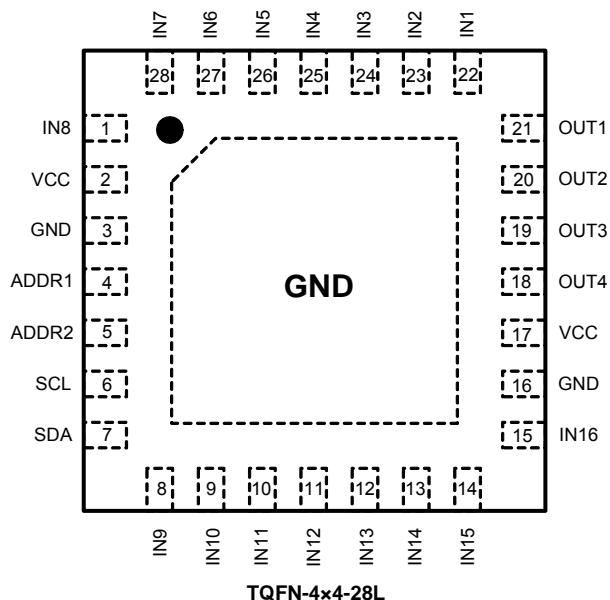 IN7 IN6 IN5 IN4 IN3 IN2 IN1
28 27 26 25 24 23 22
IN8 1 21 OUT1
VCC 2 20 OUT2
GND 3 19 OUT3
ADDR1 4 18 OUT4
GND
ADDR2 5 17 VCC
SCL 6 16 GND
SDA 7 15 IN16
8 9 10 11 12 13 14
IN9 IN10 IN11 IN12 IN13 IN14 IN15
TQFN-4×4-28L